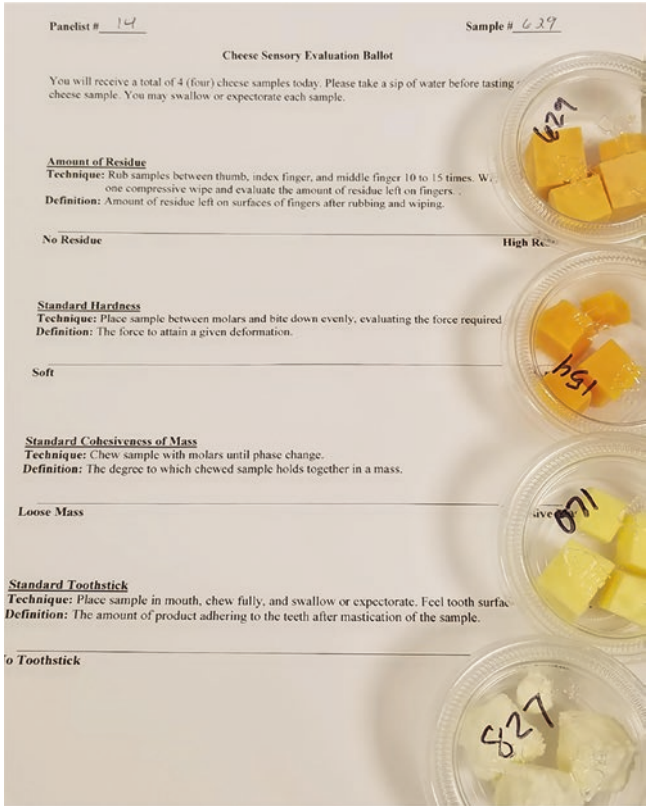 Panelist # 14 Sample # 629
Cheese Sensory Evaluation Ballot
You will receive a total of 4 (four) cheese samples today. Please take a sip of water before tasting
cheese sample. You may swallow or expectorate each sample.
629
Amount of Residue
Technique: Rub samples between thumb, index finger, and middle finger 10 to 15 times.
one compressive wipe and evaluate the amount of residue left on fingers.
Definition: Amount of residue left on surfaces of fingers after rubbing and wiping.
No Residue High
Standard Hardness
Technique: Place sample between molars and bite down evenly, evaluating the force required
Definition: The force to attain a given deformation.
154
Soft
Standard Cohesiveness of Mass
Technique: Chew sample with molars until phase change.
Definition: The degree to which chewed sample holds together in a mass.
Loose Mass
Standard Toothstick
Technique: Place sample in mouth, chew fully, and swallow or expectorate. Feel tooth
Definition: The amount of product adhering to the teeth after mastication of the sample.
Toothstick
827